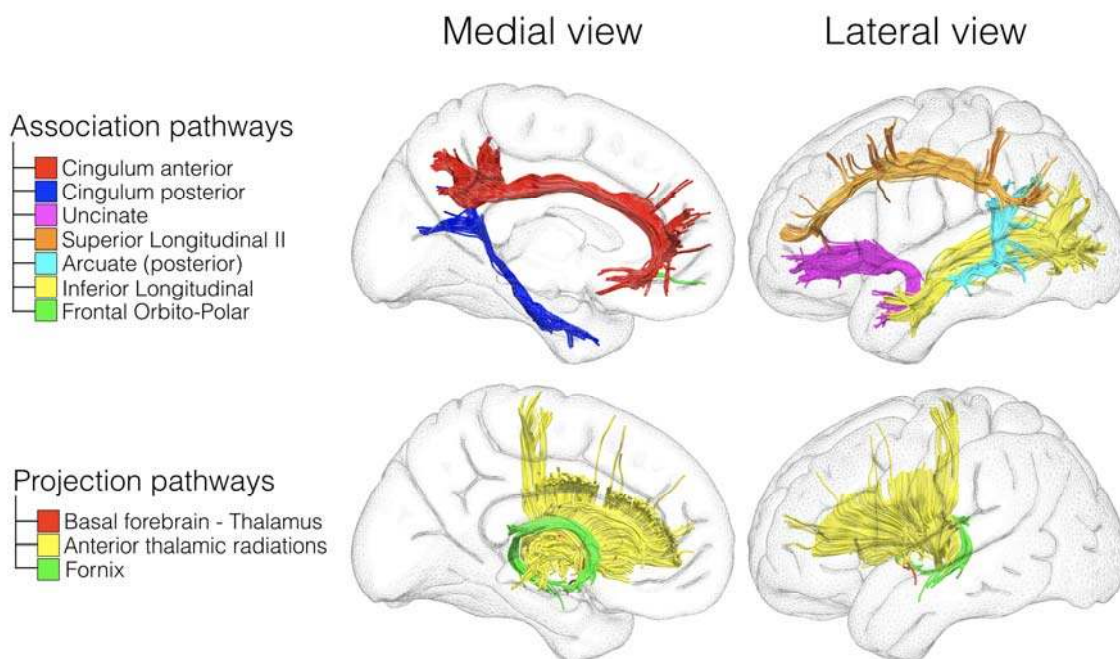 Medial view
Lateral view
Association pathways
Cingulum anterior
Cingulum posterior
Uncinate
Superior Longitudinal II
Arcuate (posterior)
Inferior Longitudinal
Frontal Orbito-Polar
Projection pathways
Basal forebrain - Thalamus
Anterior thalamic radiations
Fornix